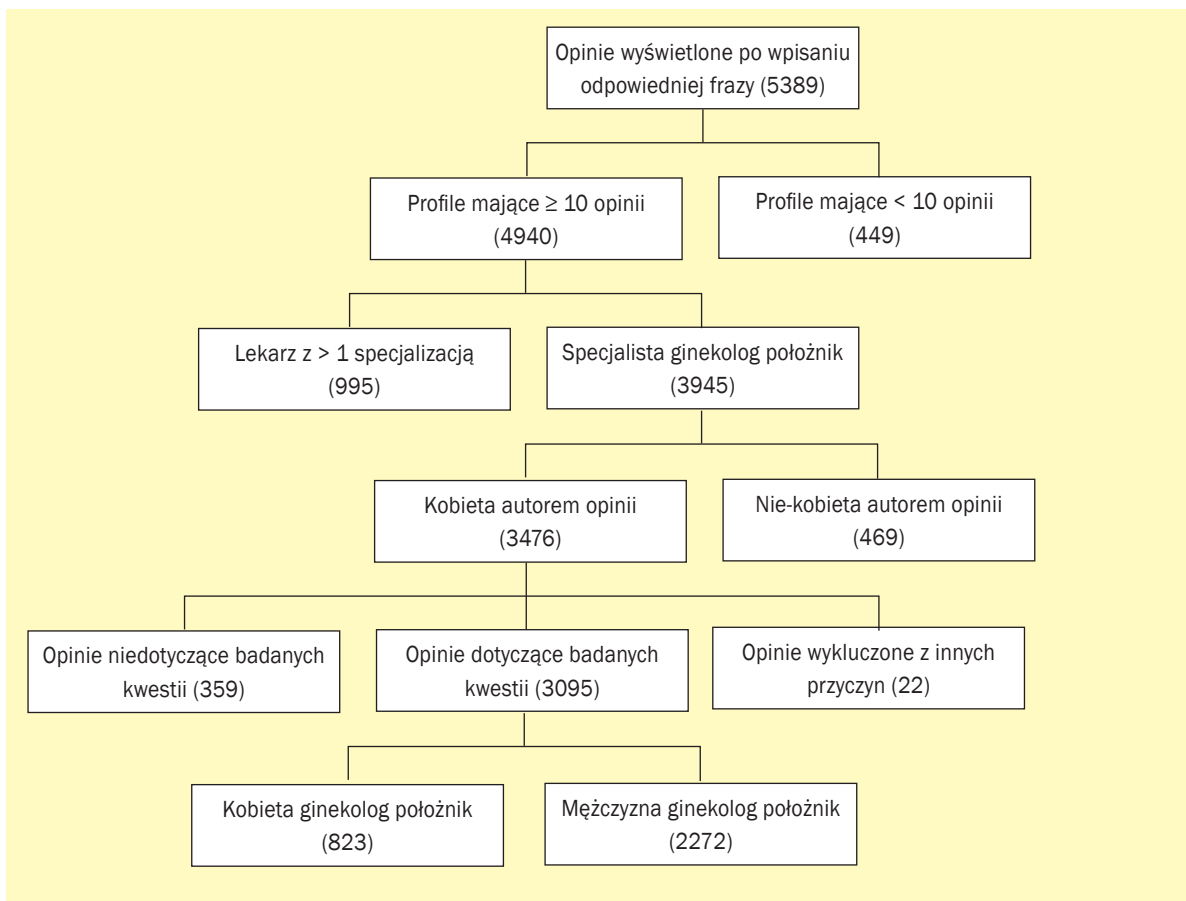 Opinie wyświetlone po wpisaniu
odpowiedniej frazy (5389)
Profile mające ≥ 10 opinii
(4940)
Profile mające < 10 opinii
(449)
Lekarz z > 1 specjalizacją
(995)
Specjalista ginekolog położnik
(3945)
Kobieta autorem opinii
(3476)
Nie-kobieta autorem opinii
(469)
Opinie niedotyczące badanych
kwestii (359)
Opinie dotyczące badanych
kwestii (3095)
Opinie wykluczone z innych
przyczyn (22)
Kobieta ginekolog położnik
(823)
Mężczyzna ginekolog położnik
(2272)